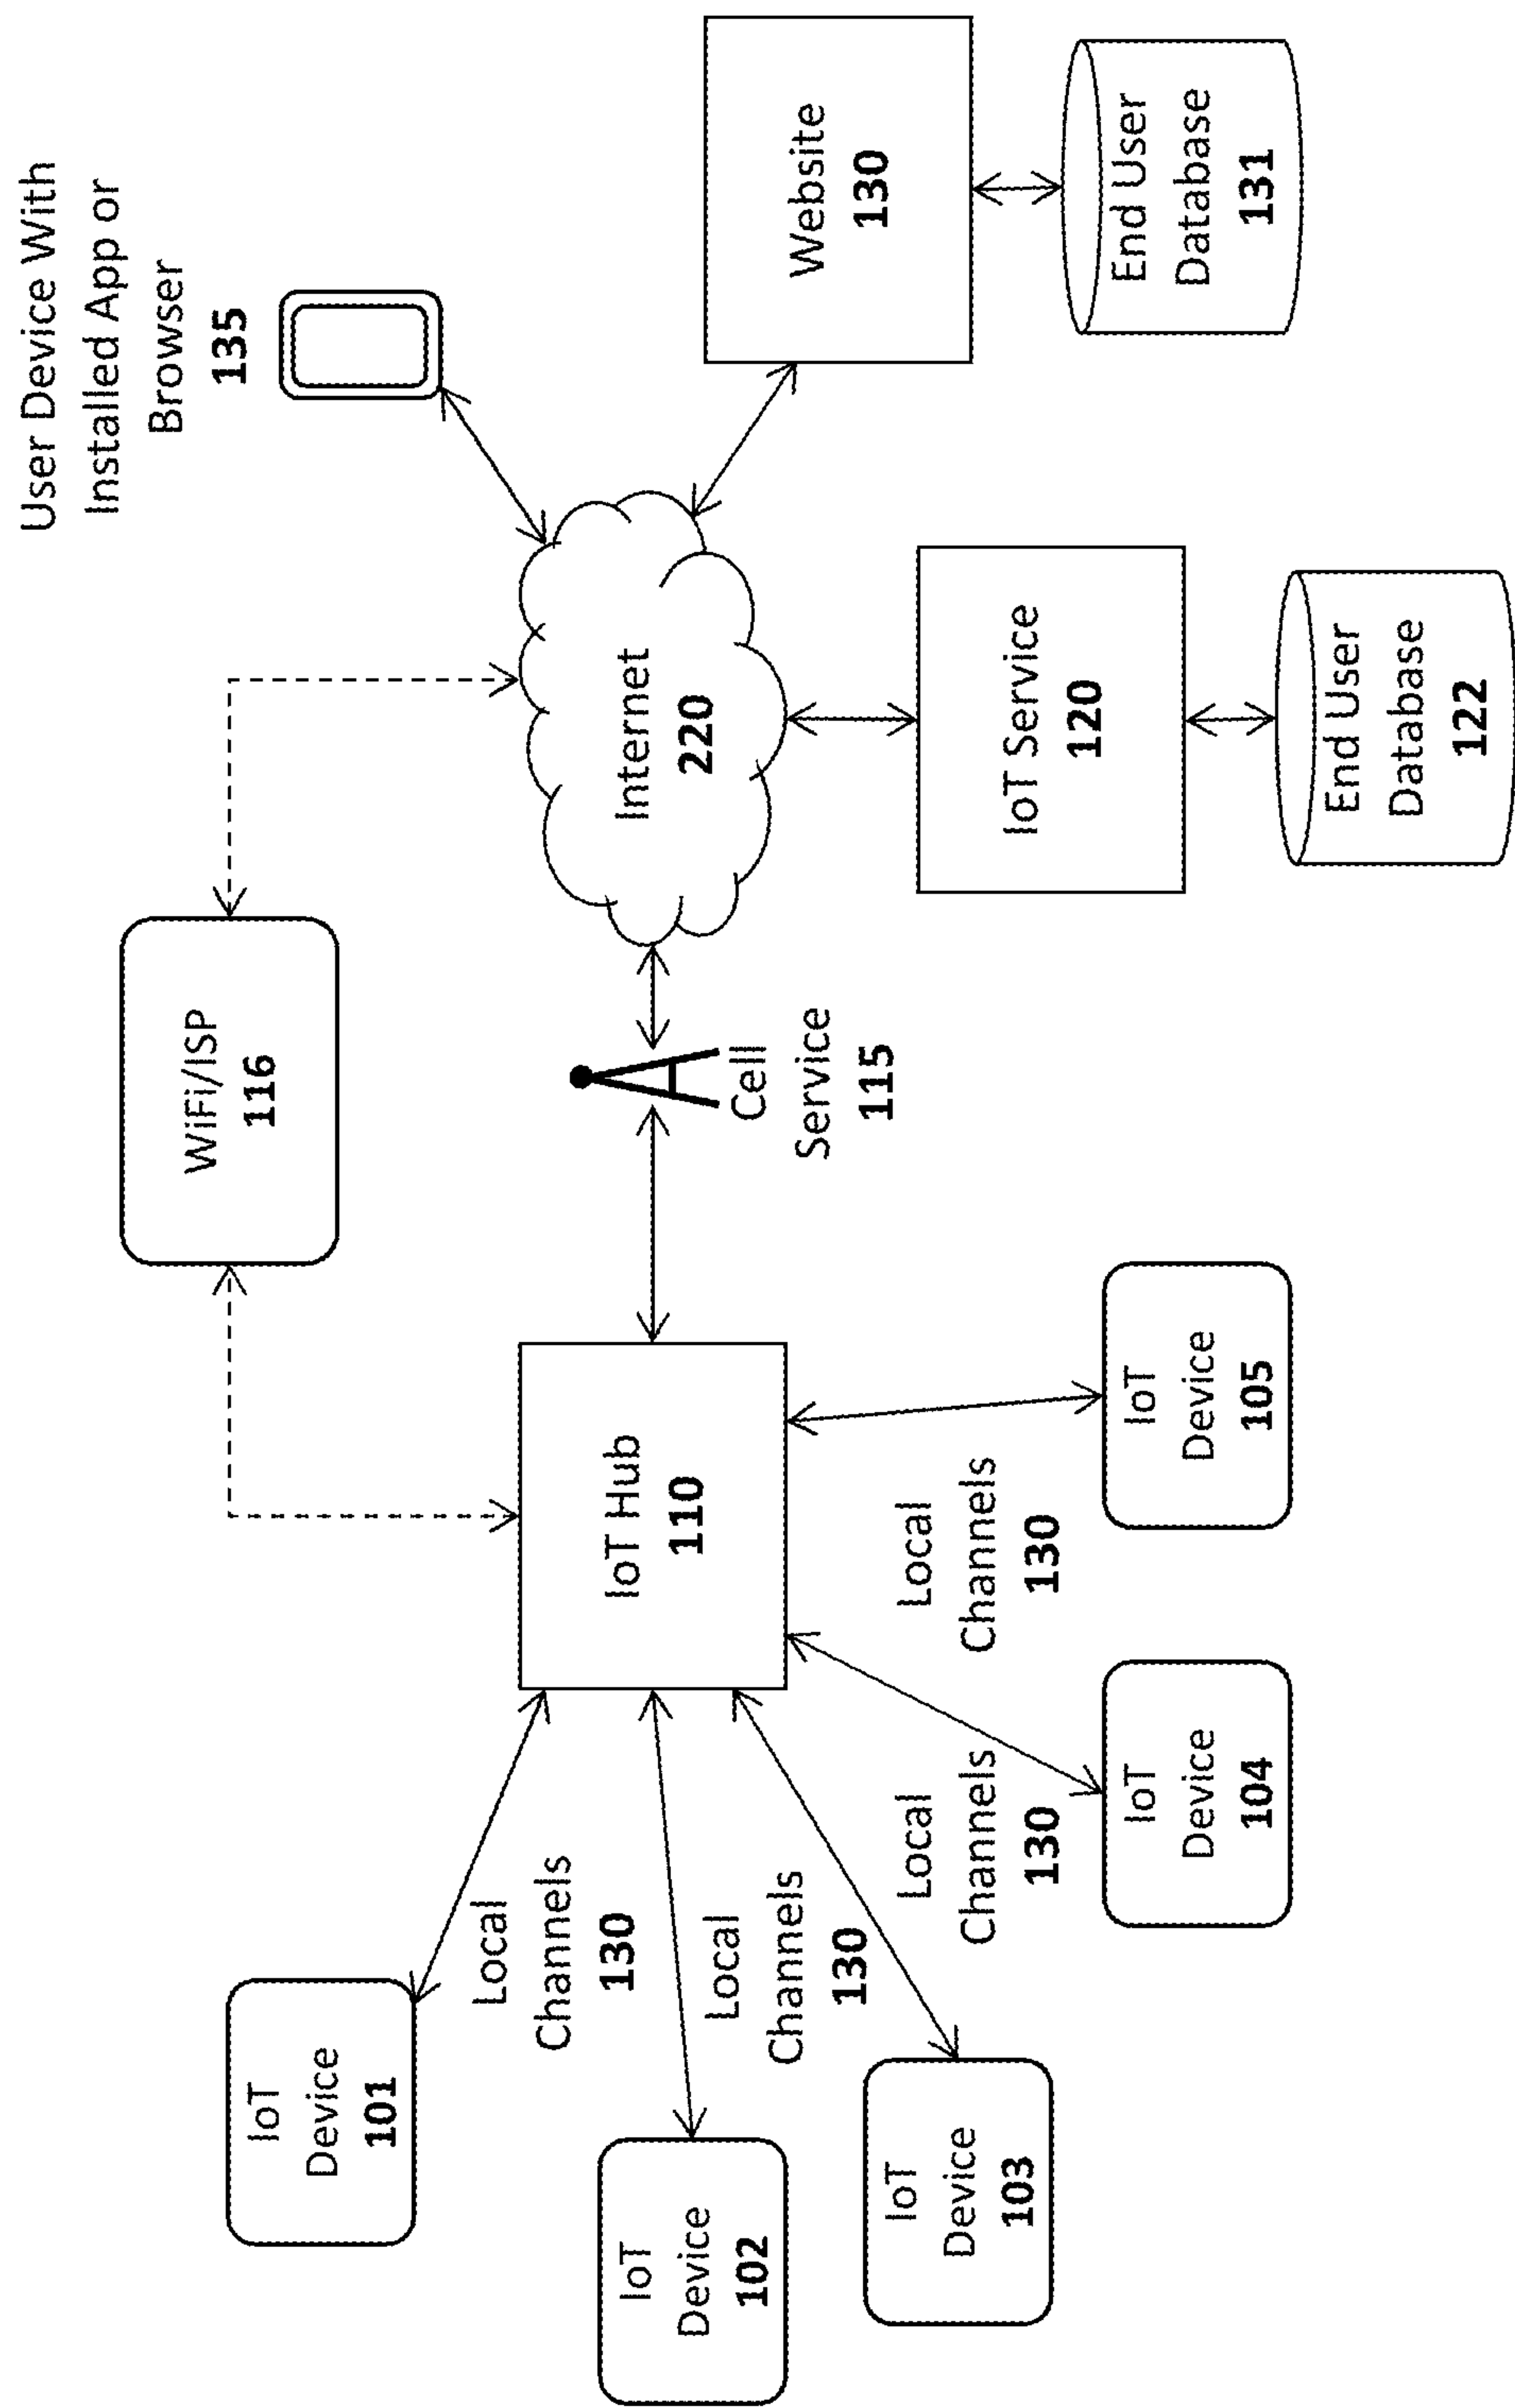 User Device With
Installed App or
Browser
135
WiFi/ISP
116
IoT
Device
101
IoT Hub
110
Cell
Service
115
Internet
220
Website
130
End User
Database
131
IoT Service
120
End User
Database
122
Local
Channels
130
IoT
Device
102
Local
Channels
130
IoT
Device
103
Local
Channels
130
IoT
Device
104
Local
Channels
130
IoT
Device
105